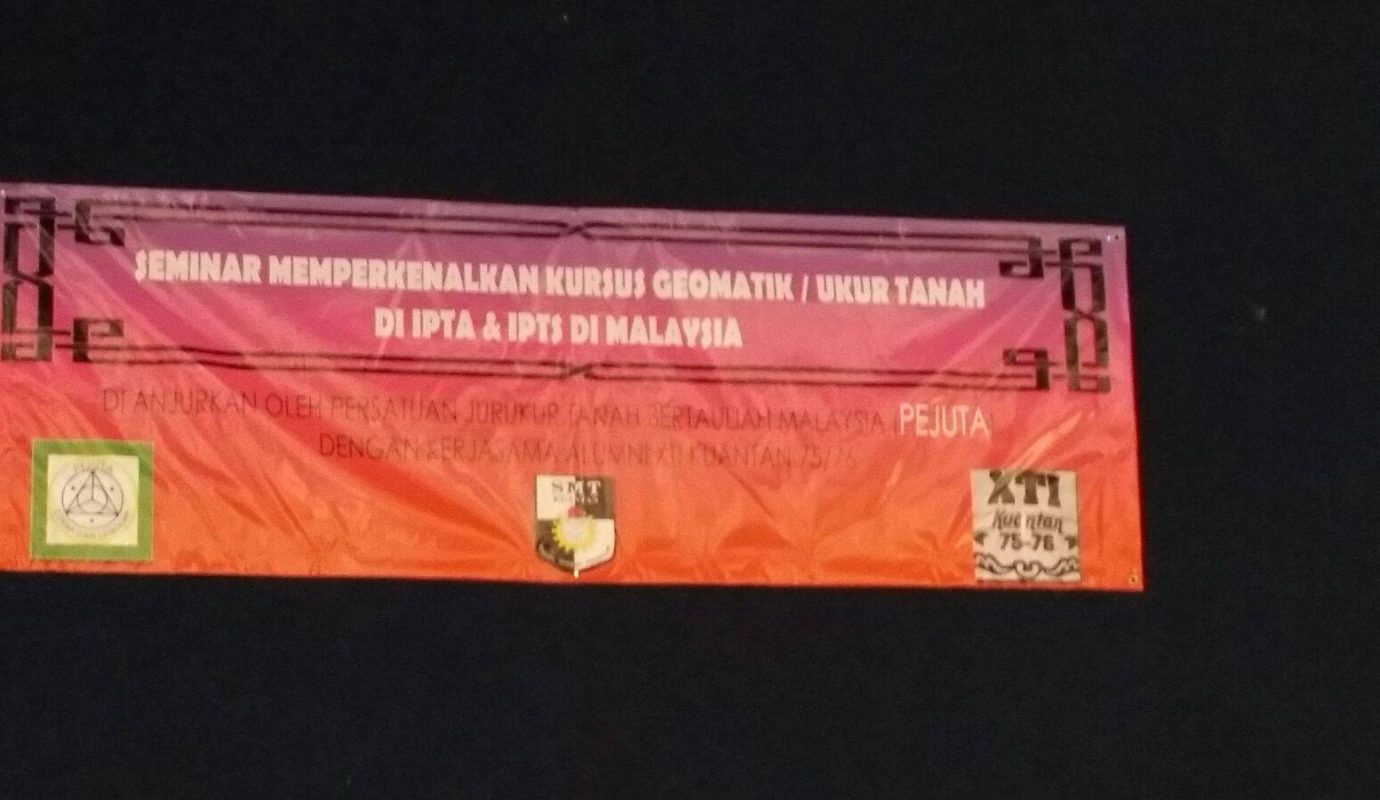 SEMINAR MEMPERKENALKAN KURSUS GEOMATIK / UKUR TANAH
DI IPTA & IPTS DI MALAYSIA
DI ANJURKAN OLEH PERSATUAN JURUKUR TANAH BERTAULIAH MALAYSIA (PEJUTA)
DENGAN KERJASAMA ALUMNI XTI KUANTAN 75/76
SMT
XTI
Kuantan
75-76